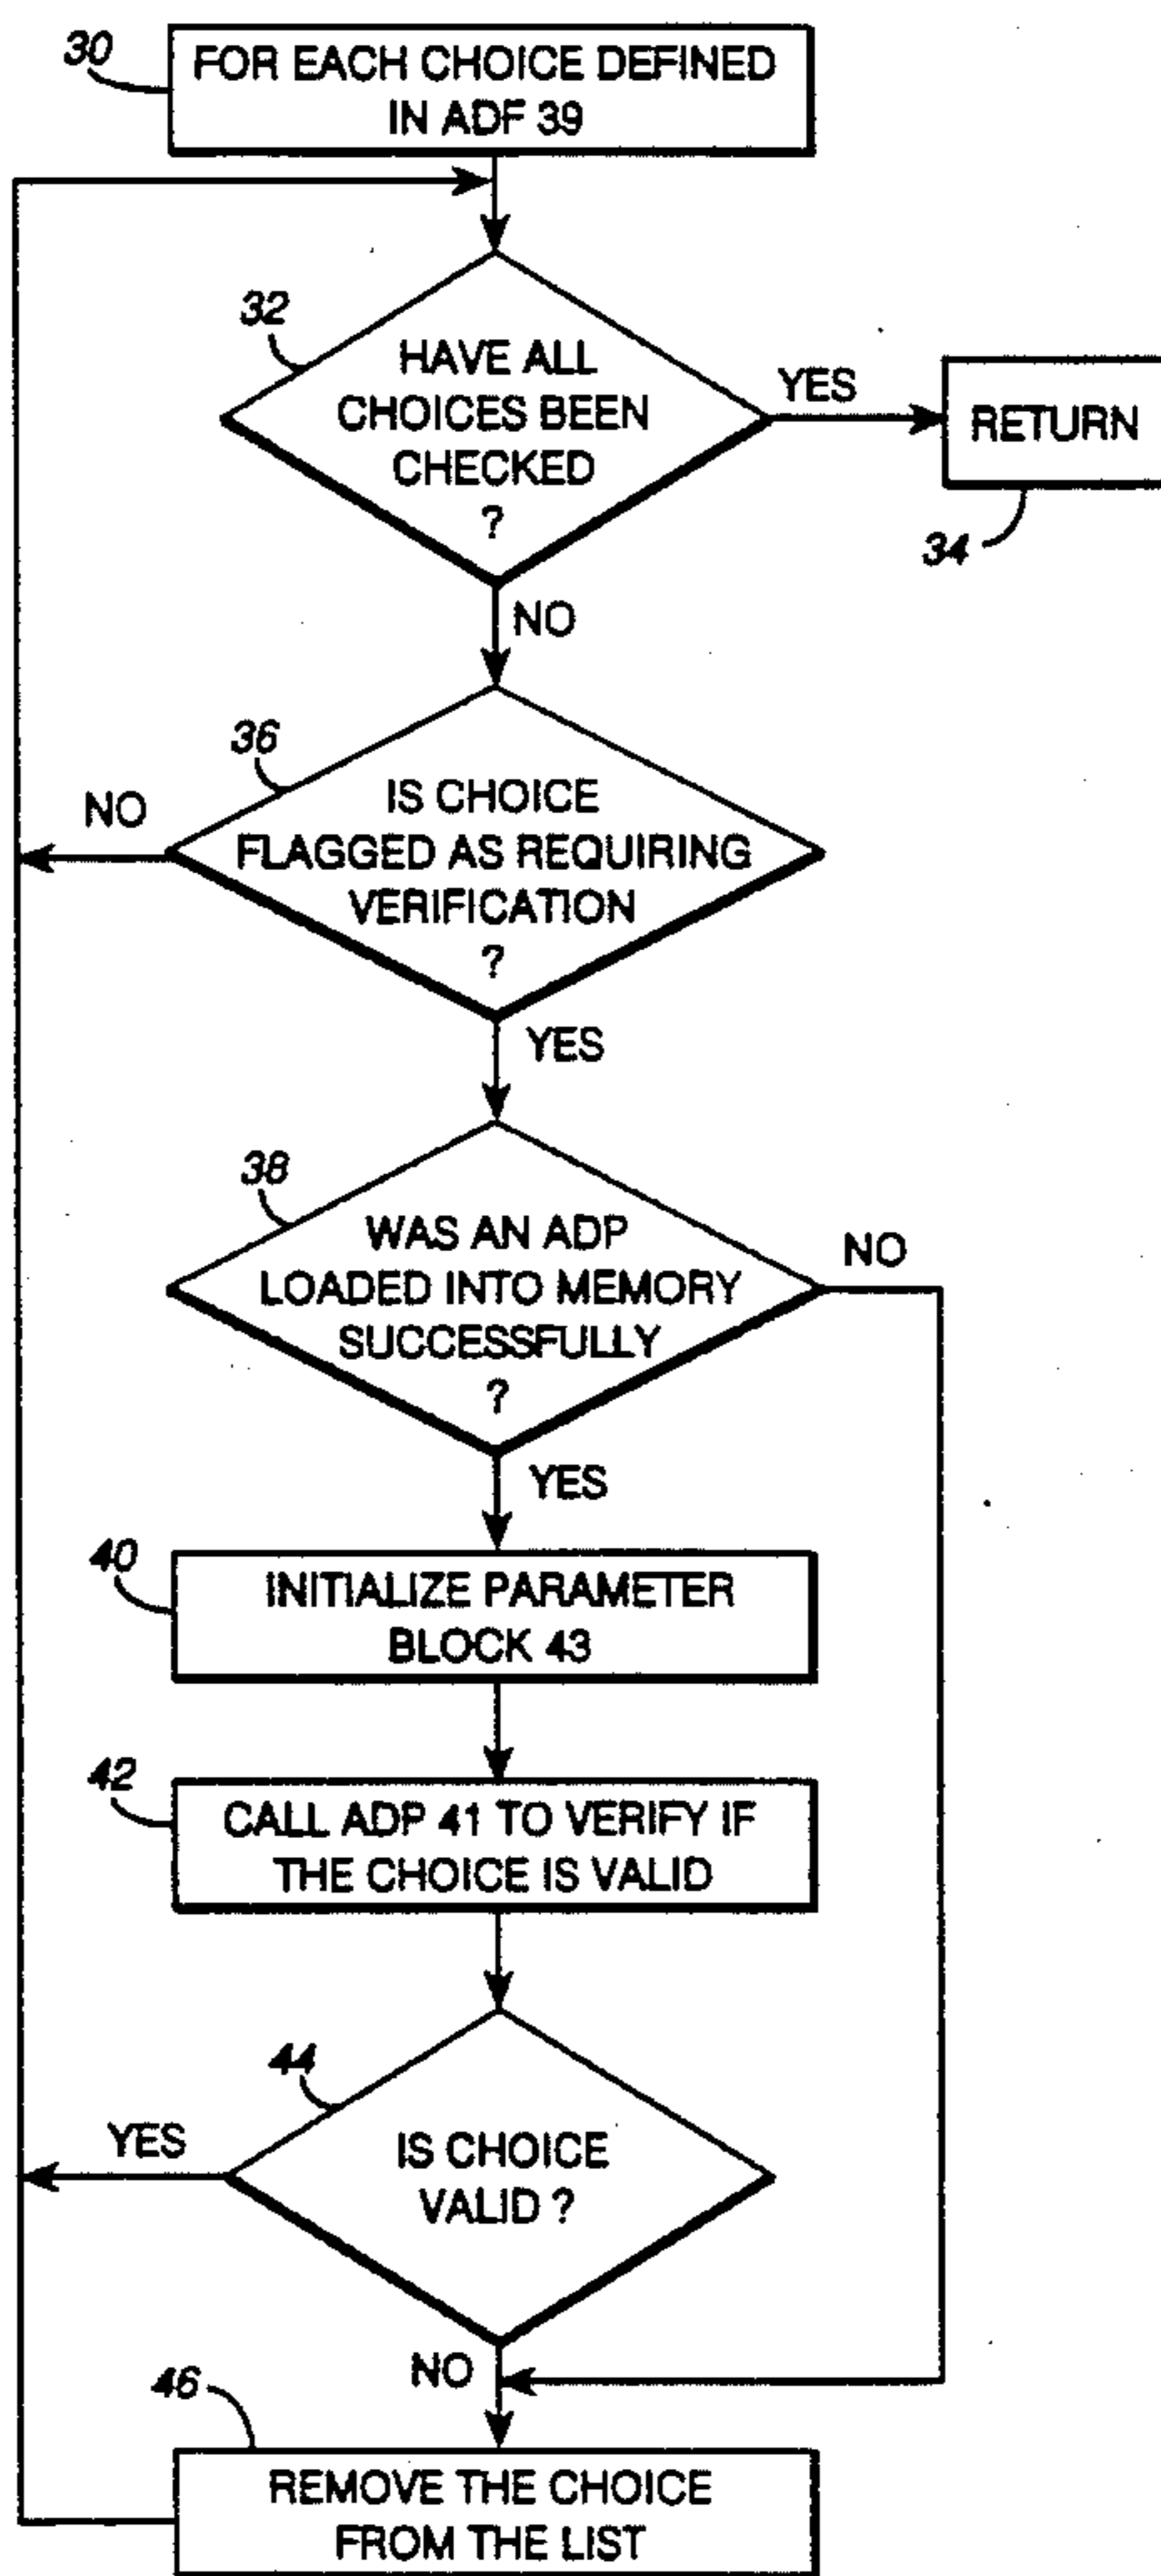 30
FOR EACH CHOICE DEFINED
IN ADF 39
32
HAVE ALL
CHOICES BEEN
CHECKED
?
YES
RETURN
34
NO
36
IS CHOICE
FLAGGED AS REQUIRING
VERIFICATION
?
NO
YES
38
WAS AN ADP
LOADED INTO MEMORY
SUCCESSFULLY
?
NO
YES
40
INITIALIZE PARAMETER
BLOCK 43
42
CALL ADP 41 TO VERIFY IF
THE CHOICE IS VALID
44
IS CHOICE
VALID ?
YES
NO
46
REMOVE THE CHOICE
FROM THE LIST